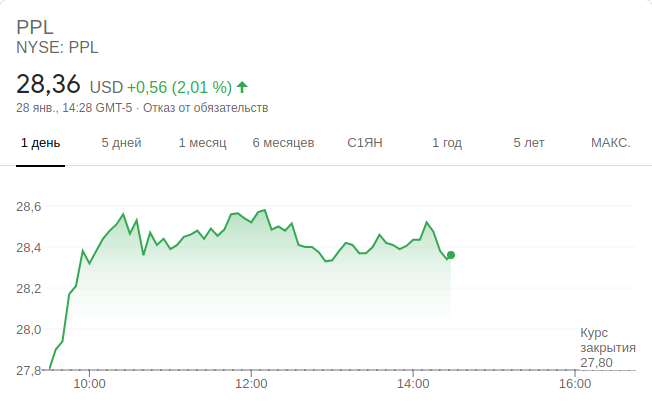 PPL
NYSE: PPL
28,36 USD +0,56 (2,01 %)
28 янв., 14:28 GMT-5 · Отказ от обязательств
1 день 5 дней 1 месяц 6 месяцев С1ЯН 1 год 5 лет МАКС.
28,6
28,4
28,2
28,0
27,8
Курс
закрытия
27,80
10:00 12:00 14:00 16:00